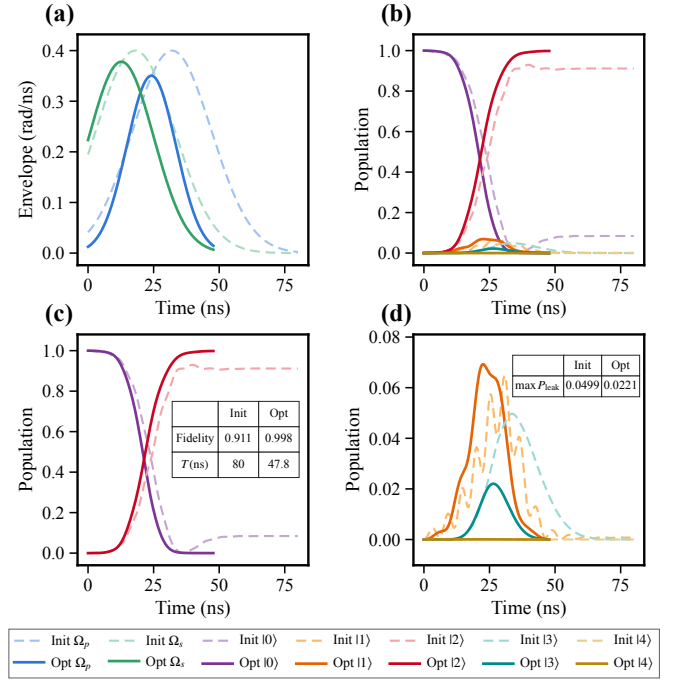 (a)
0.4
0.3
0.2
0.1
0.0
Envelope (rad/ns)
0
25
50
75
Time (ns)
(b)
1.0
0.8
0.6
0.4
0.2
0.0
Population
0
25
50
75
Time (ns)
(c)
1.0
0.8
0.6
0.4
0.2
0.0
Population
Init Opt
Fidelity 0.911 0.998
T(ns) 80 47.8
0
25
50
75
Time (ns)
(d)
0.08
0.06
0.04
0.02
0.00
Population
Init Opt
max P_leak 0.0499 0.0221
0
25
50
75
Time (ns)
Init Ω_p Init Ω_s Init |0⟩ Init |1⟩ Init |2⟩ Init |3⟩ Init |4⟩
Opt Ω_p Opt Ω_s Opt |0⟩ Opt |1⟩ Opt |2⟩ Opt |3⟩ Opt |4⟩